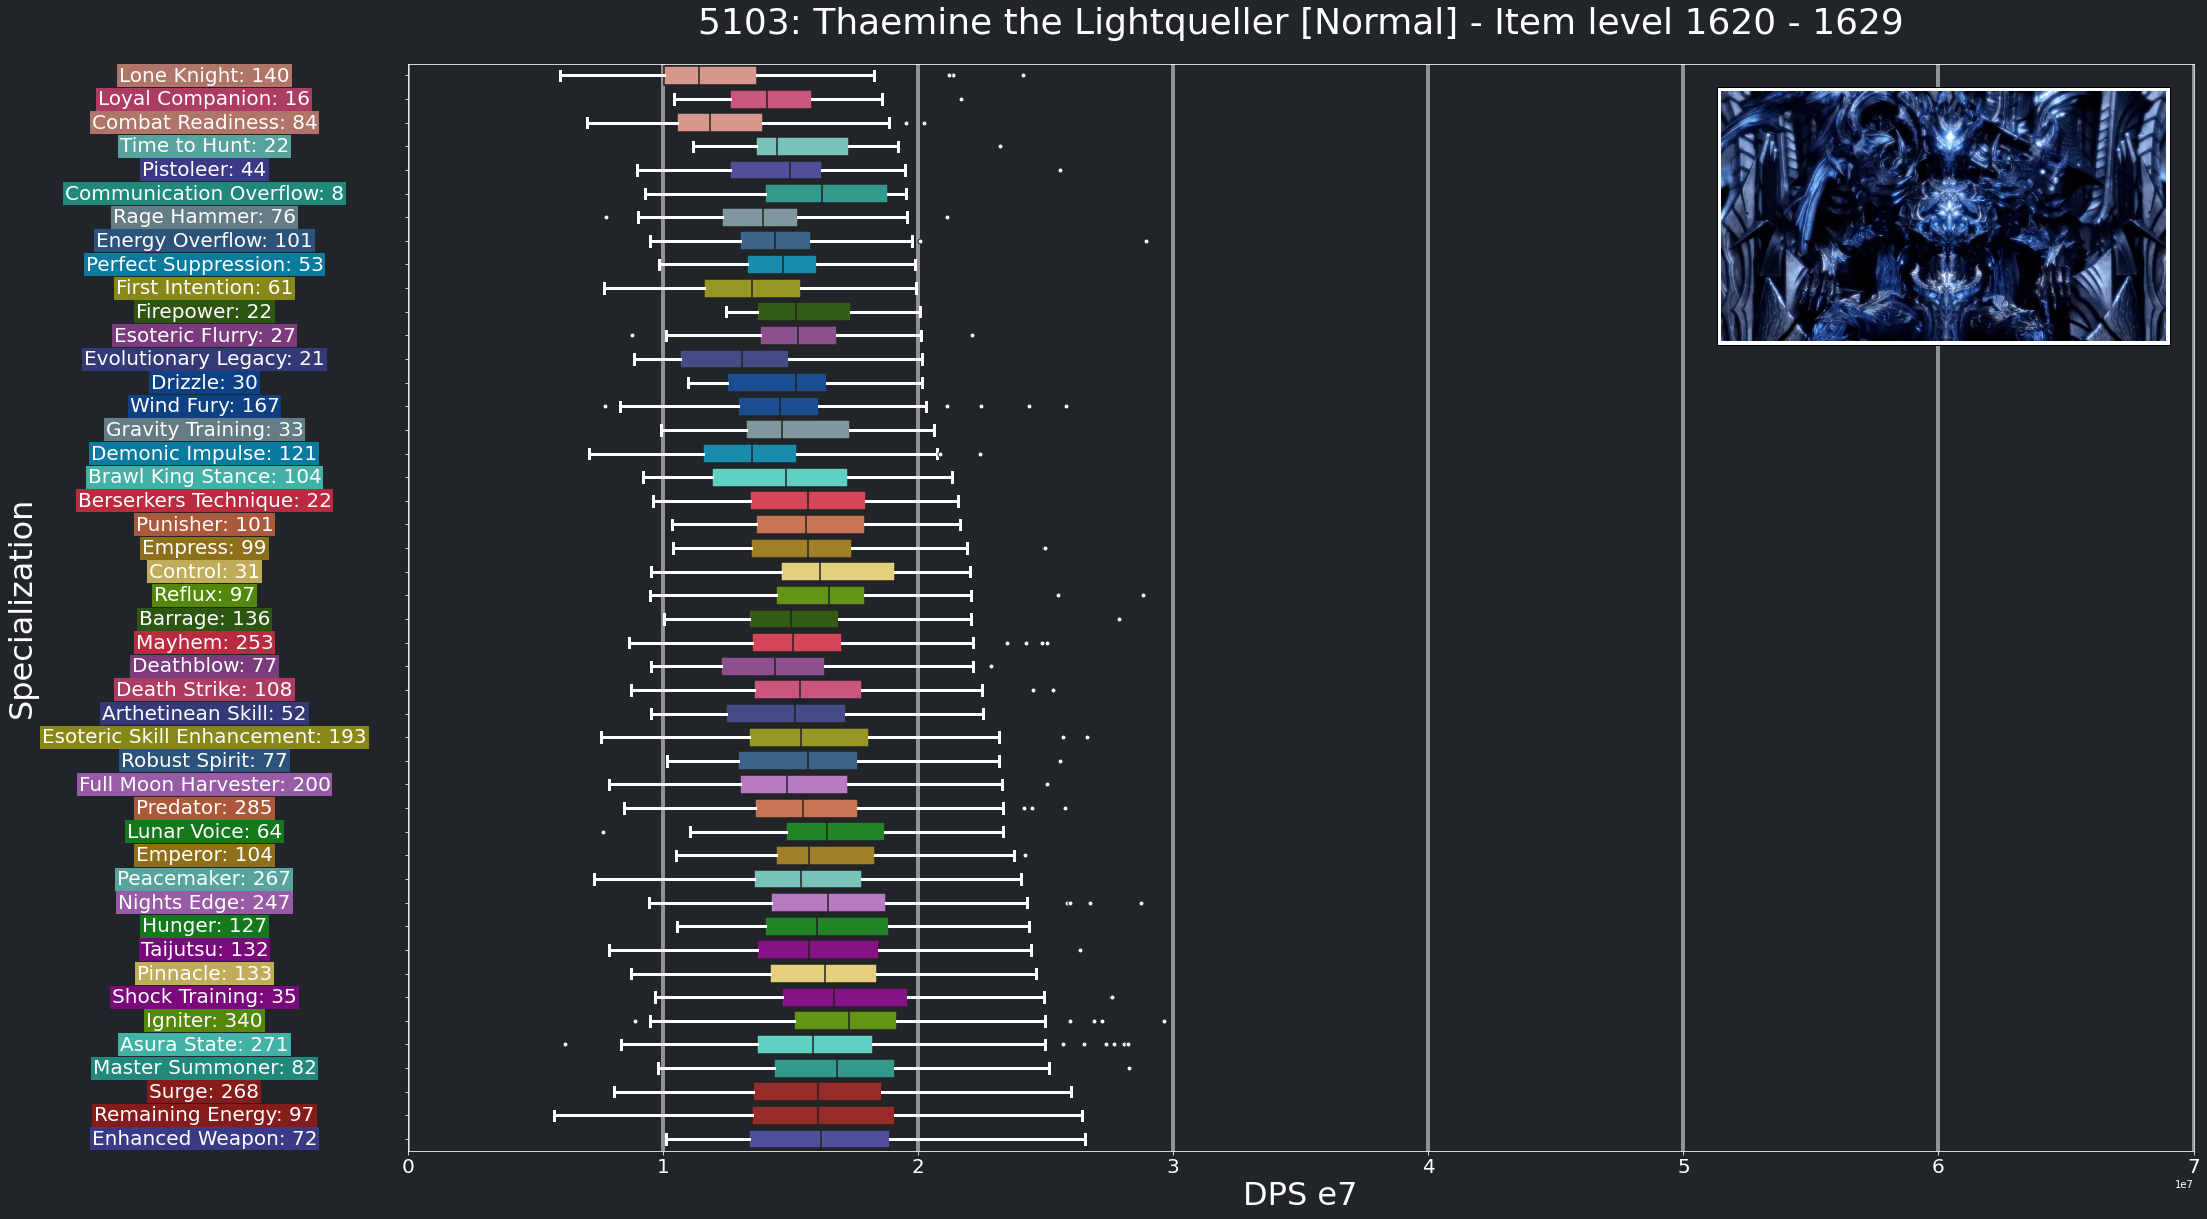 5103: Thaemine the Lightqueller [Normal] - Item level 1620 - 1629
Specialization
Lone Knight: 140
Loyal Companion: 16
Combat Readiness: 84
Time to Hunt: 22
Pistoleer: 44
Communication Overflow: 8
Rage Hammer: 76
Energy Overflow: 101
Perfect Suppression: 53
First Intention: 61
Firepower: 22
Esoteric Flurry: 27
Evolutionary Legacy: 21
Drizzle: 30
Wind Fury: 167
Gravity Training: 33
Demonic Impulse: 121
Brawl King Stance: 104
Berserkers Technique: 22
Punisher: 101
Empress: 99
Control: 31
Reflux: 97
Barrage: 136
Mayhem: 253
Deathblow: 77
Death Strike: 108
Arthetinean Skill: 52
Esoteric Skill Enhancement: 193
Robust Spirit: 77
Full Moon Harvester: 200
Predator: 285
Lunar Voice: 64
Emperor: 104
Peacemaker: 267
Nights Edge: 247
Hunger: 127
Taijutsu: 132
Pinnacle: 133
Shock Training: 35
Igniter: 340
Asura State: 271
Master Summoner: 82
Surge: 268
Remaining Energy: 97
Enhanced Weapon: 72
0 1 2 3 4 5 6 7
1e7
DPS e7